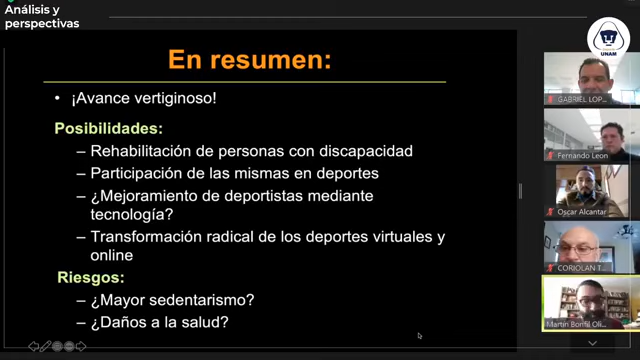 Análisis y
perspectivas
En resumen:
• ¡Avance vertiginoso!
Posibilidades:
– Rehabilitación de personas con discapacidad
– Participación de las mismas en deportes
– ¿Mejoramiento de deportistas mediante
tecnología?
– Transformación radical de los deportes virtuales y
online
Riesgos:
– ¿Mayor sedentarismo?
– ¿Daños a la salud?
UNAM
GABRIEL LOP...
Fernando Leon
Oscar Alcantar
CORIOLAN T...
Martín Bonfil Oli...